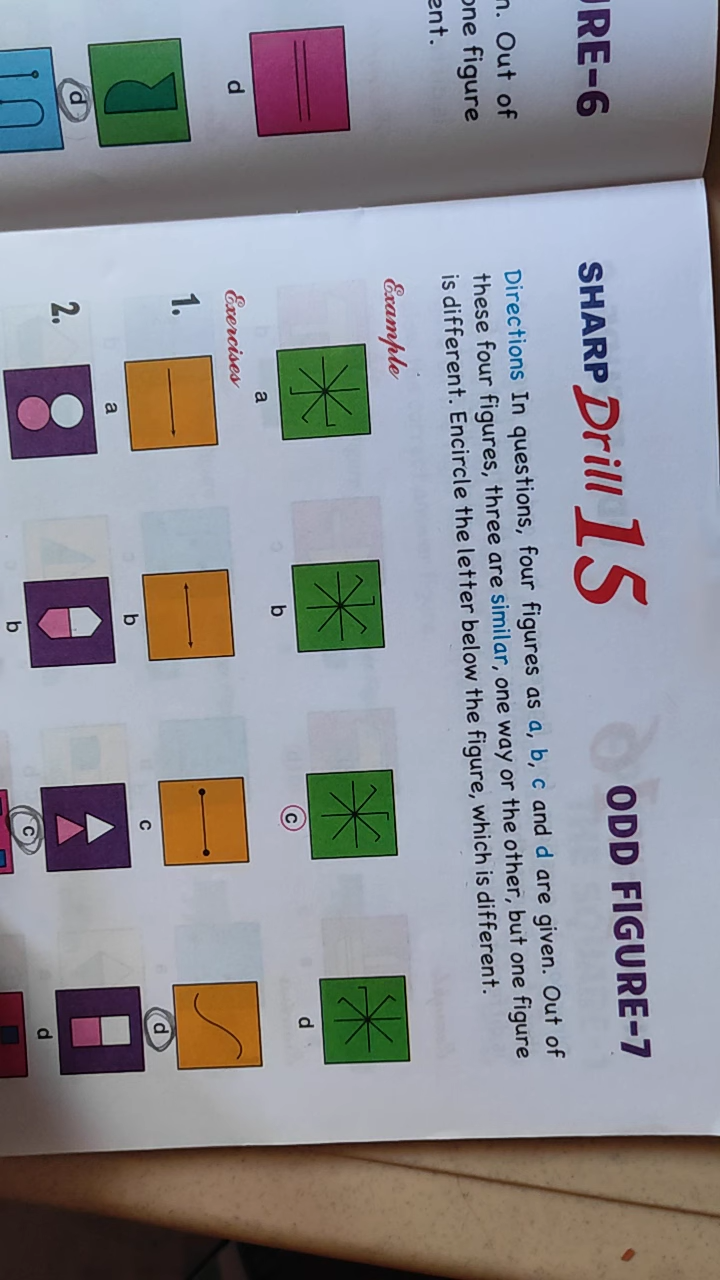 URE-6
n. Out of
one figure
ent.
d
d
SHARP Drill 15
ODD FIGURE-7
Directions In questions, four figures as a, b, c and d are given. Out of
these four figures, three are similar, one way or the other, but one figure
is different. Encircle the letter below the figure, which is different.
Example
a b c d
Exercises
1.
a b c d
2.
b c d